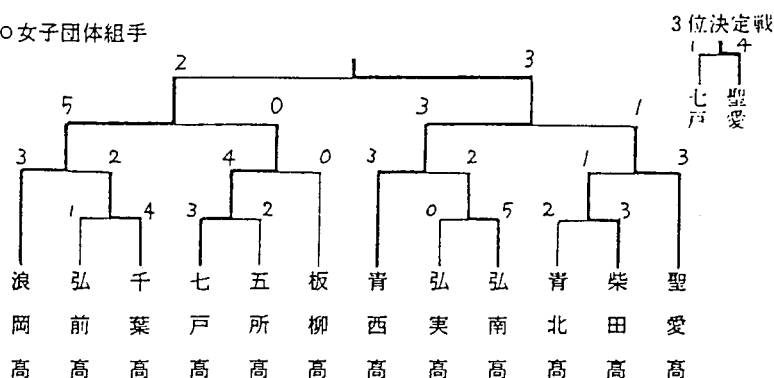 ○女子団体組手
3位決定戦
1 4
七戸 聖愛
2 3
5 0 3 1
3 2 4 0 3 2 1 3
1 4 3 2 0 5 2 3
浪岡高 弘前高 千葉高 七戸高 五所高 板柳高 青西高 弘実高 弘南高 青北高 柴田高 聖愛高